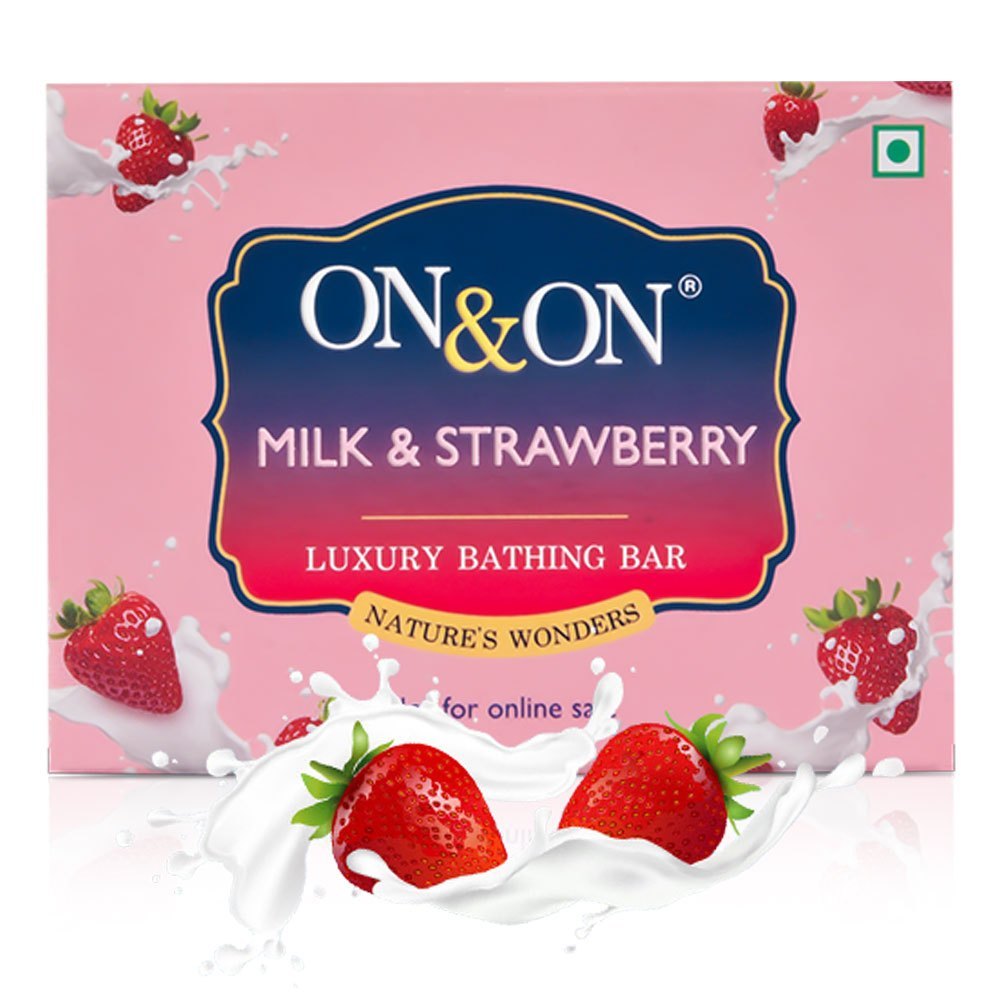 ON&ON®
MILK & STRAWBERRY
LUXURY BATHING BAR
NATURE'S WONDERS
for online